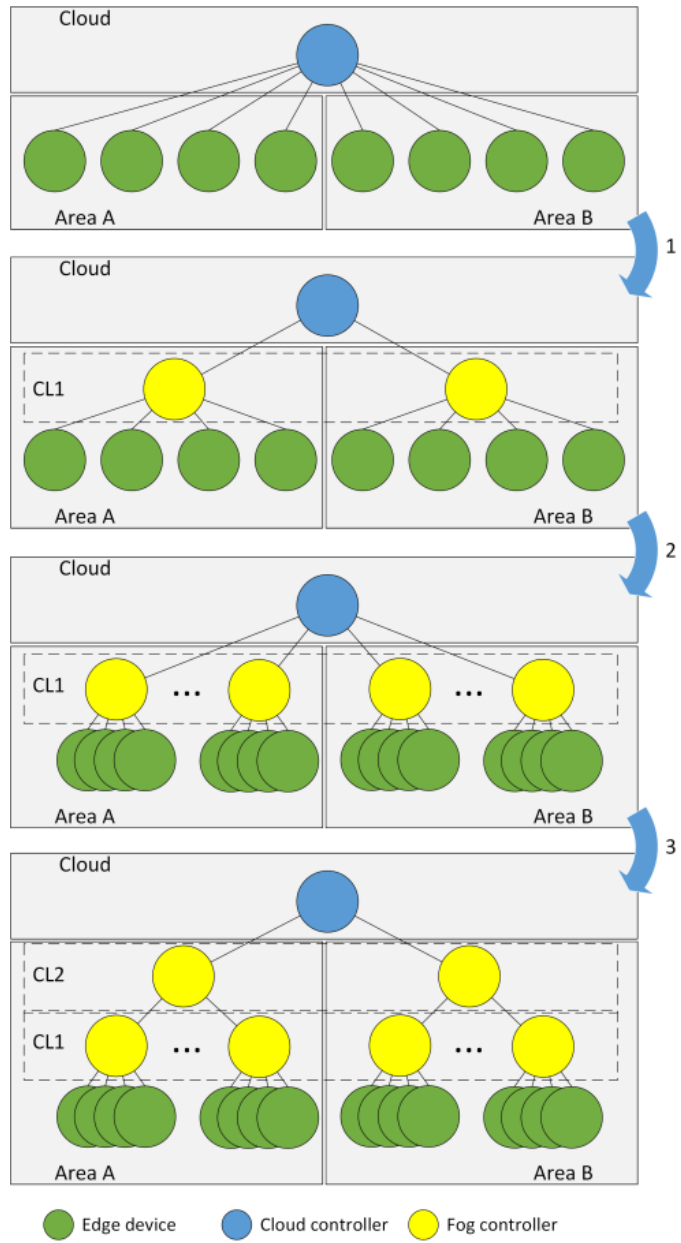 Cloud
Area A
Area B
1
Cloud
CL1
Area A
Area B
2
Cloud
CL1
...
...
Area A
Area B
3
Cloud
CL2
CL1
...
...
Area A
Area B
Edge device
Cloud controller
Fog controller